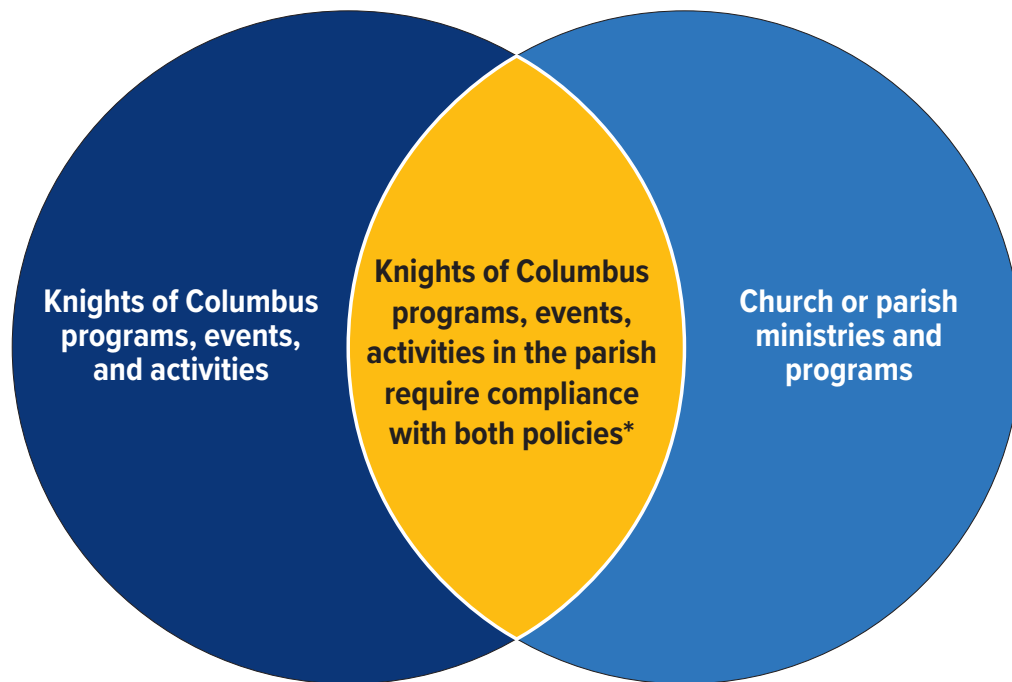 Knights of Columbus
programs, events,
and activities
Knights of Columbus
programs, events,
activities in the parish
require compliance
with both policies*
Church or parish
ministries and
programs